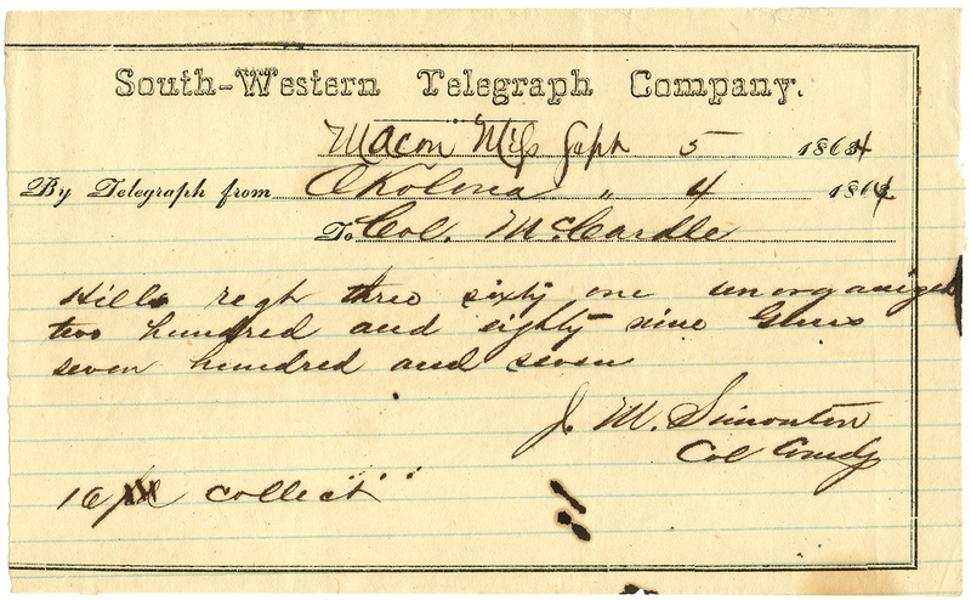 South-Western Telegraph Company.
Macon Miss Sept 5 1864
By Telegraph from Okolona " 4 1864
To Col. McCardle
Hills regt three sixty one unorganized
two hundred and eighty nine Guns
seven hundred and seven
J. M. Simonton
Col Comdg
16 collect